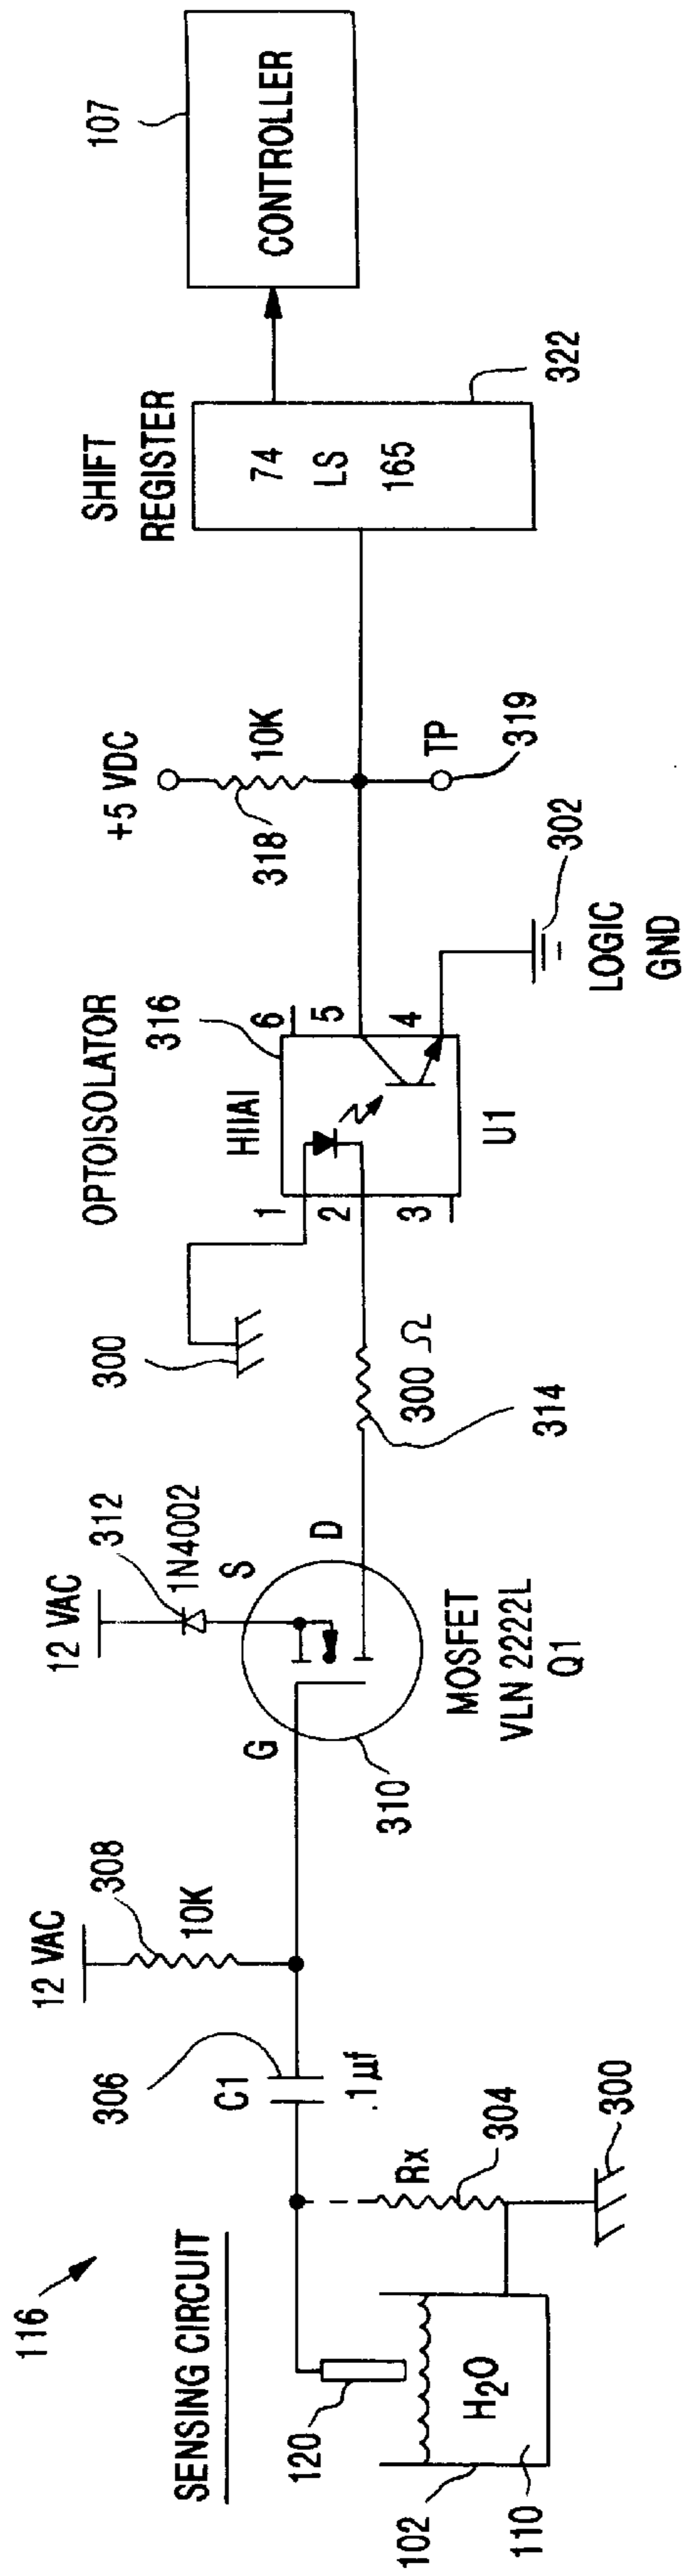 116
SENSING CIRCUIT
120
102
110
H2O
Rx
304
300
306
C1
.1 µf
12 VAC
308
10K
G
310
MOSFET
VLN 2222L
Q1
12 VAC
312
1N4002
S
D
300 Ω
314
300
OPTOISOLATOR
316
HIIAI
1
2
3
6
5
4
U1
LOGIC
GND
302
+5 VDC
318
10K
TP
319
SHIFT
REGISTER
74
LS
165
322
107
CONTROLLER